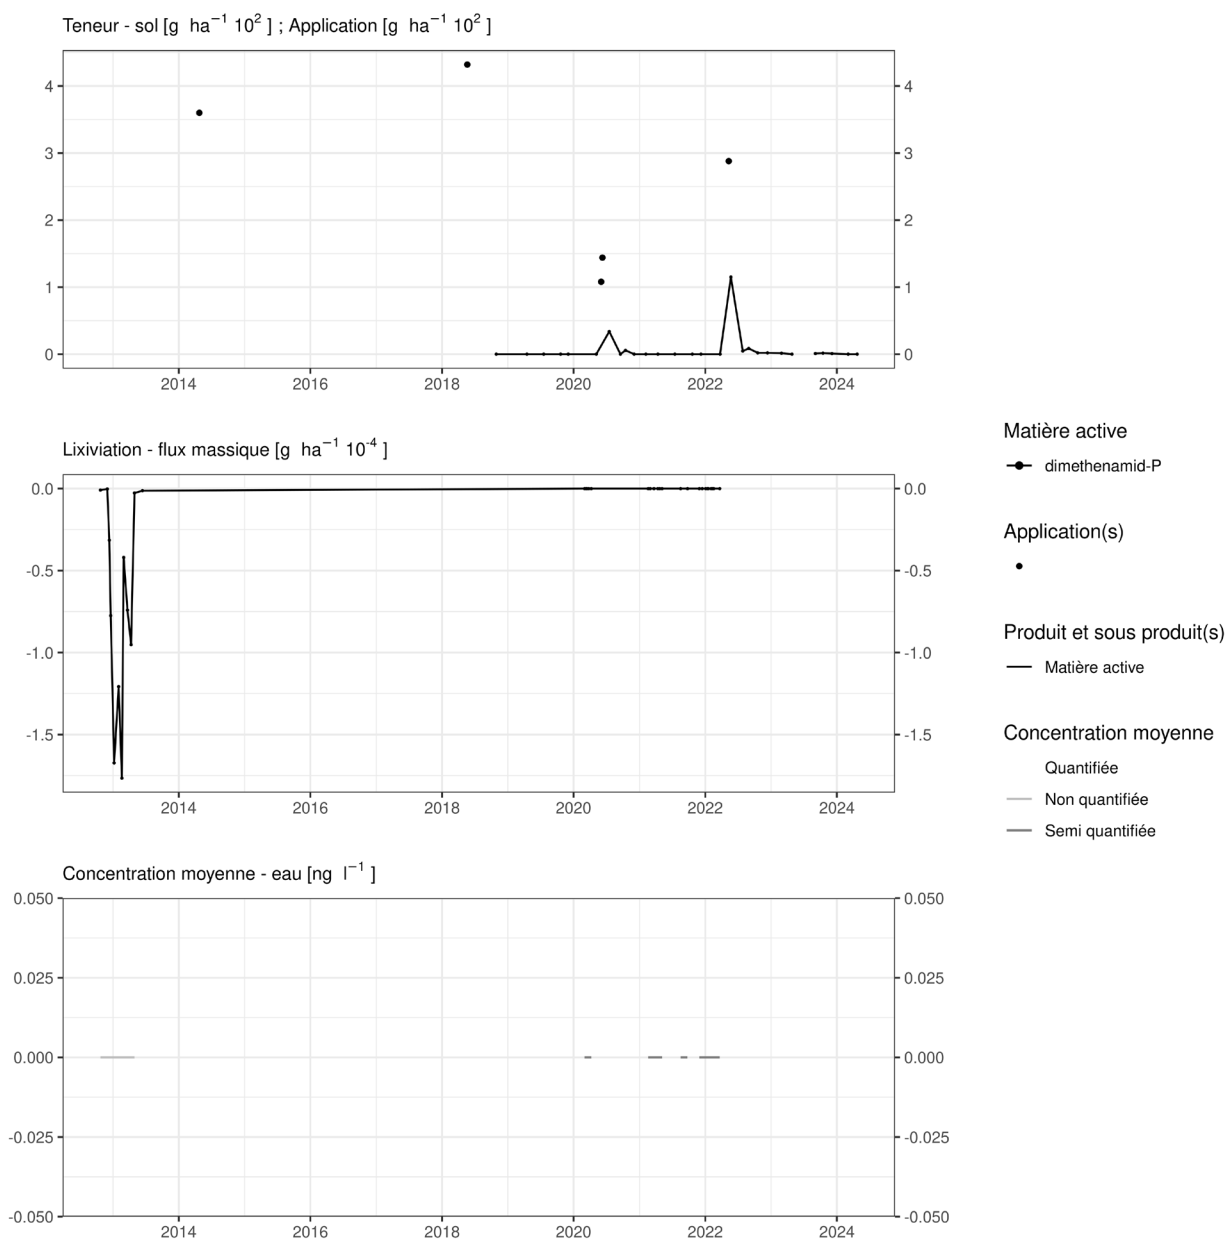 Teneur - sol [g ha⁻¹ 10² ] ; Application [g ha⁻¹ 10² ]
4
4
3
3
2
2
1
1
0
0
2014 2016 2018 2020 2022 2024
Lixiviation - flux massique [g ha⁻¹ 10⁻⁴ ]
0.0
0.0
-0.5
-0.5
-1.0
-1.0
-1.5
-1.5
2014 2016 2018 2020 2022 2024
Concentration moyenne - eau [ng l⁻¹ ]
0.050
0.050
0.025
0.025
0.000
0.000
-0.025
-0.025
-0.050
-0.050
2014 2016 2018 2020 2022 2024
Matière active
dimethenamid-P
Application(s)
Produit et sous produit(s)
Matière active
Concentration moyenne
Quantifiée
Non quantifiée
Semi quantifiée